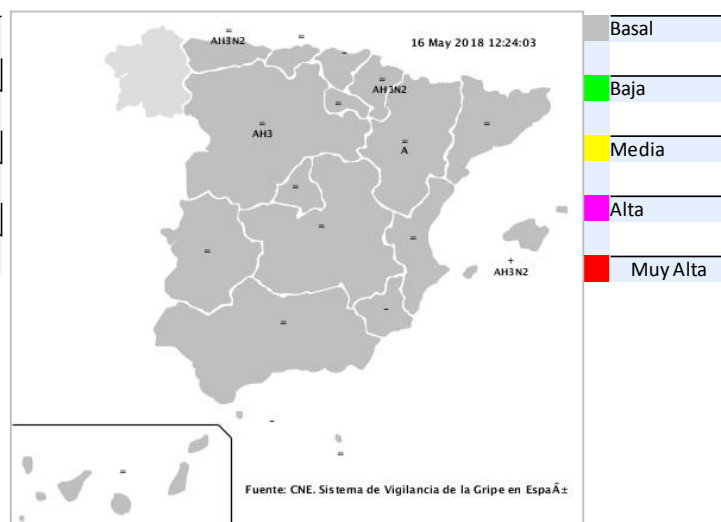 =
AH3N2
=
-
16 May 2018 12:24:03
=
AH3N2
=
=
AH3
=
A
=
=
=
=
=
+
AH3N2
=
-
-
=
=
Fuente: CNE. Sistema de Vigilancia de la Gripe en EspaÃ±
Basal
Baja
Media
Alta
Muy Alta